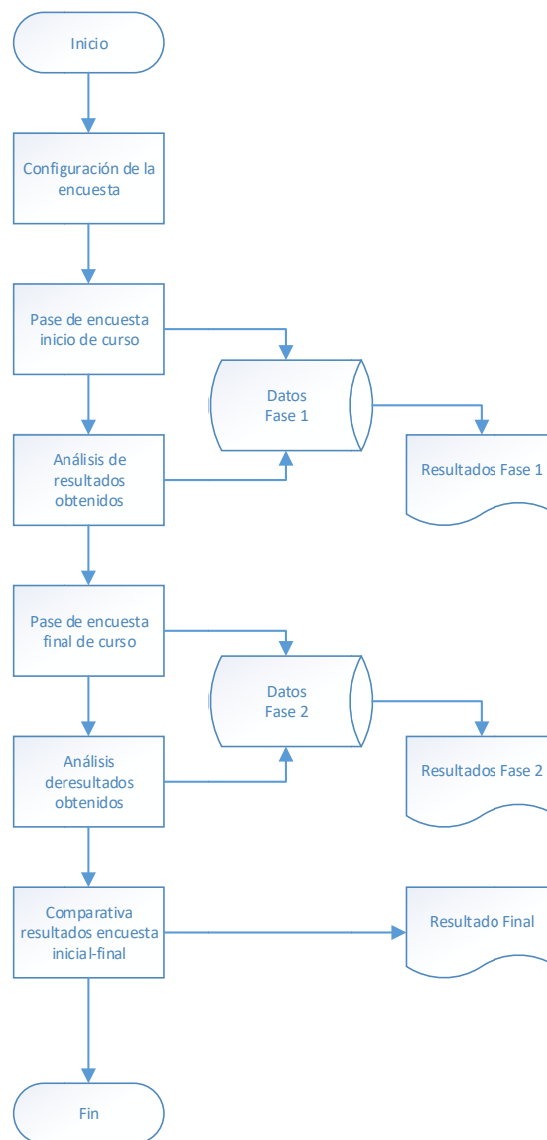 Inicio
Configuración de la
encuesta
Pase de encuesta
inicio de curso
Datos
Fase 1
Análisis de
resultados
obtenidos
Resultados Fase 1
Pase de encuesta
final de curso
Datos
Fase 2
Análisis
deresultados
obtenidos
Resultados Fase 2
Comparativa
resultados encuesta
inicial-final
Resultado Final
Fin